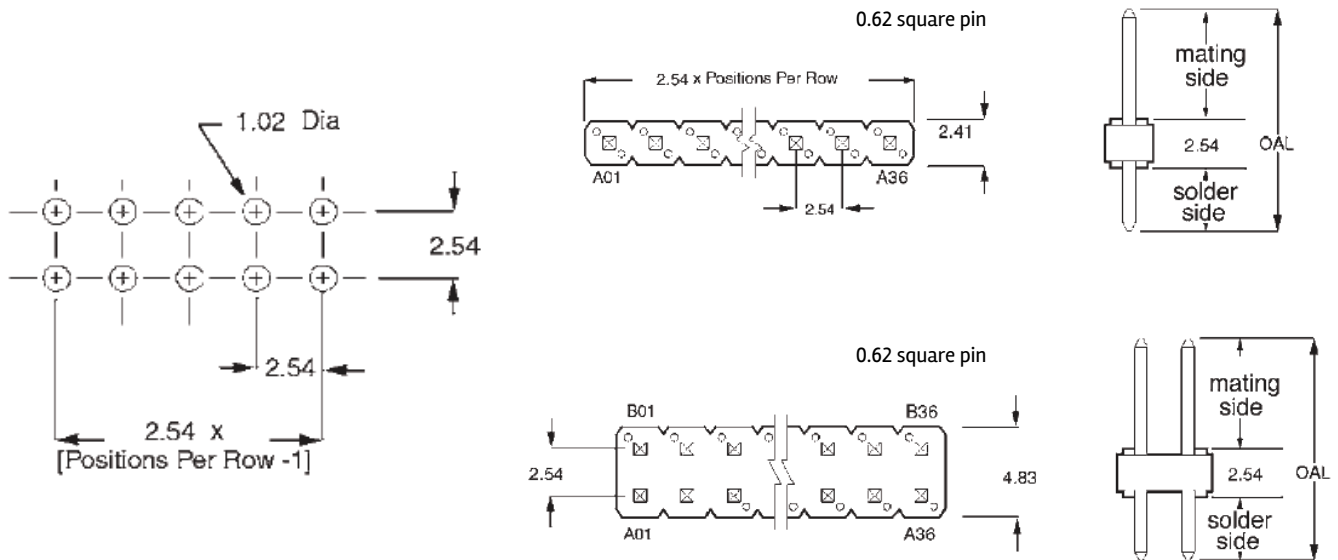 1.02 Dia
2.54
2.54
2.54 x
[Positions Per Row -1]
0.62 square pin
2.54 x Positions Per Row
2.41
A01
A36
2.54
mating
side
2.54
OAL
solder
side
0.62 square pin
B01
B36
2.54
4.83
A01
A36
mating
side
2.54
OAL
solder
side